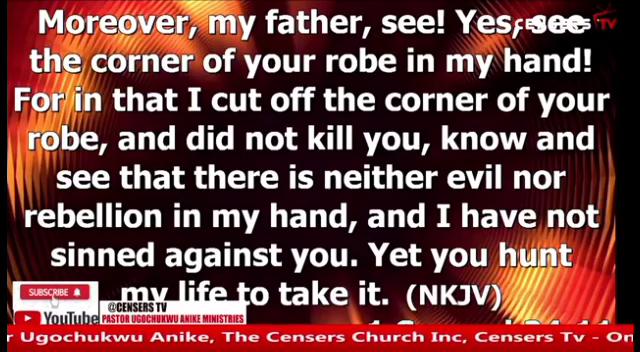 Moreover, my father, see! Yes, see
CENSERS TV
the corner of your robe in my hand!
For in that I cut off the corner of your
robe, and did not kill you, know and
see that there is neither evil nor
rebellion in my hand, and I have not
sinned against you. Yet you hunt
my life to take it. (NKJV)
SUBSCRIBE
@CENSERS TV
YouTube
PASTOR UGOCHUKWU ANIKE MINISTRIES
r Ugochukwu Anike, The Censers Church Inc, Censers Tv - On